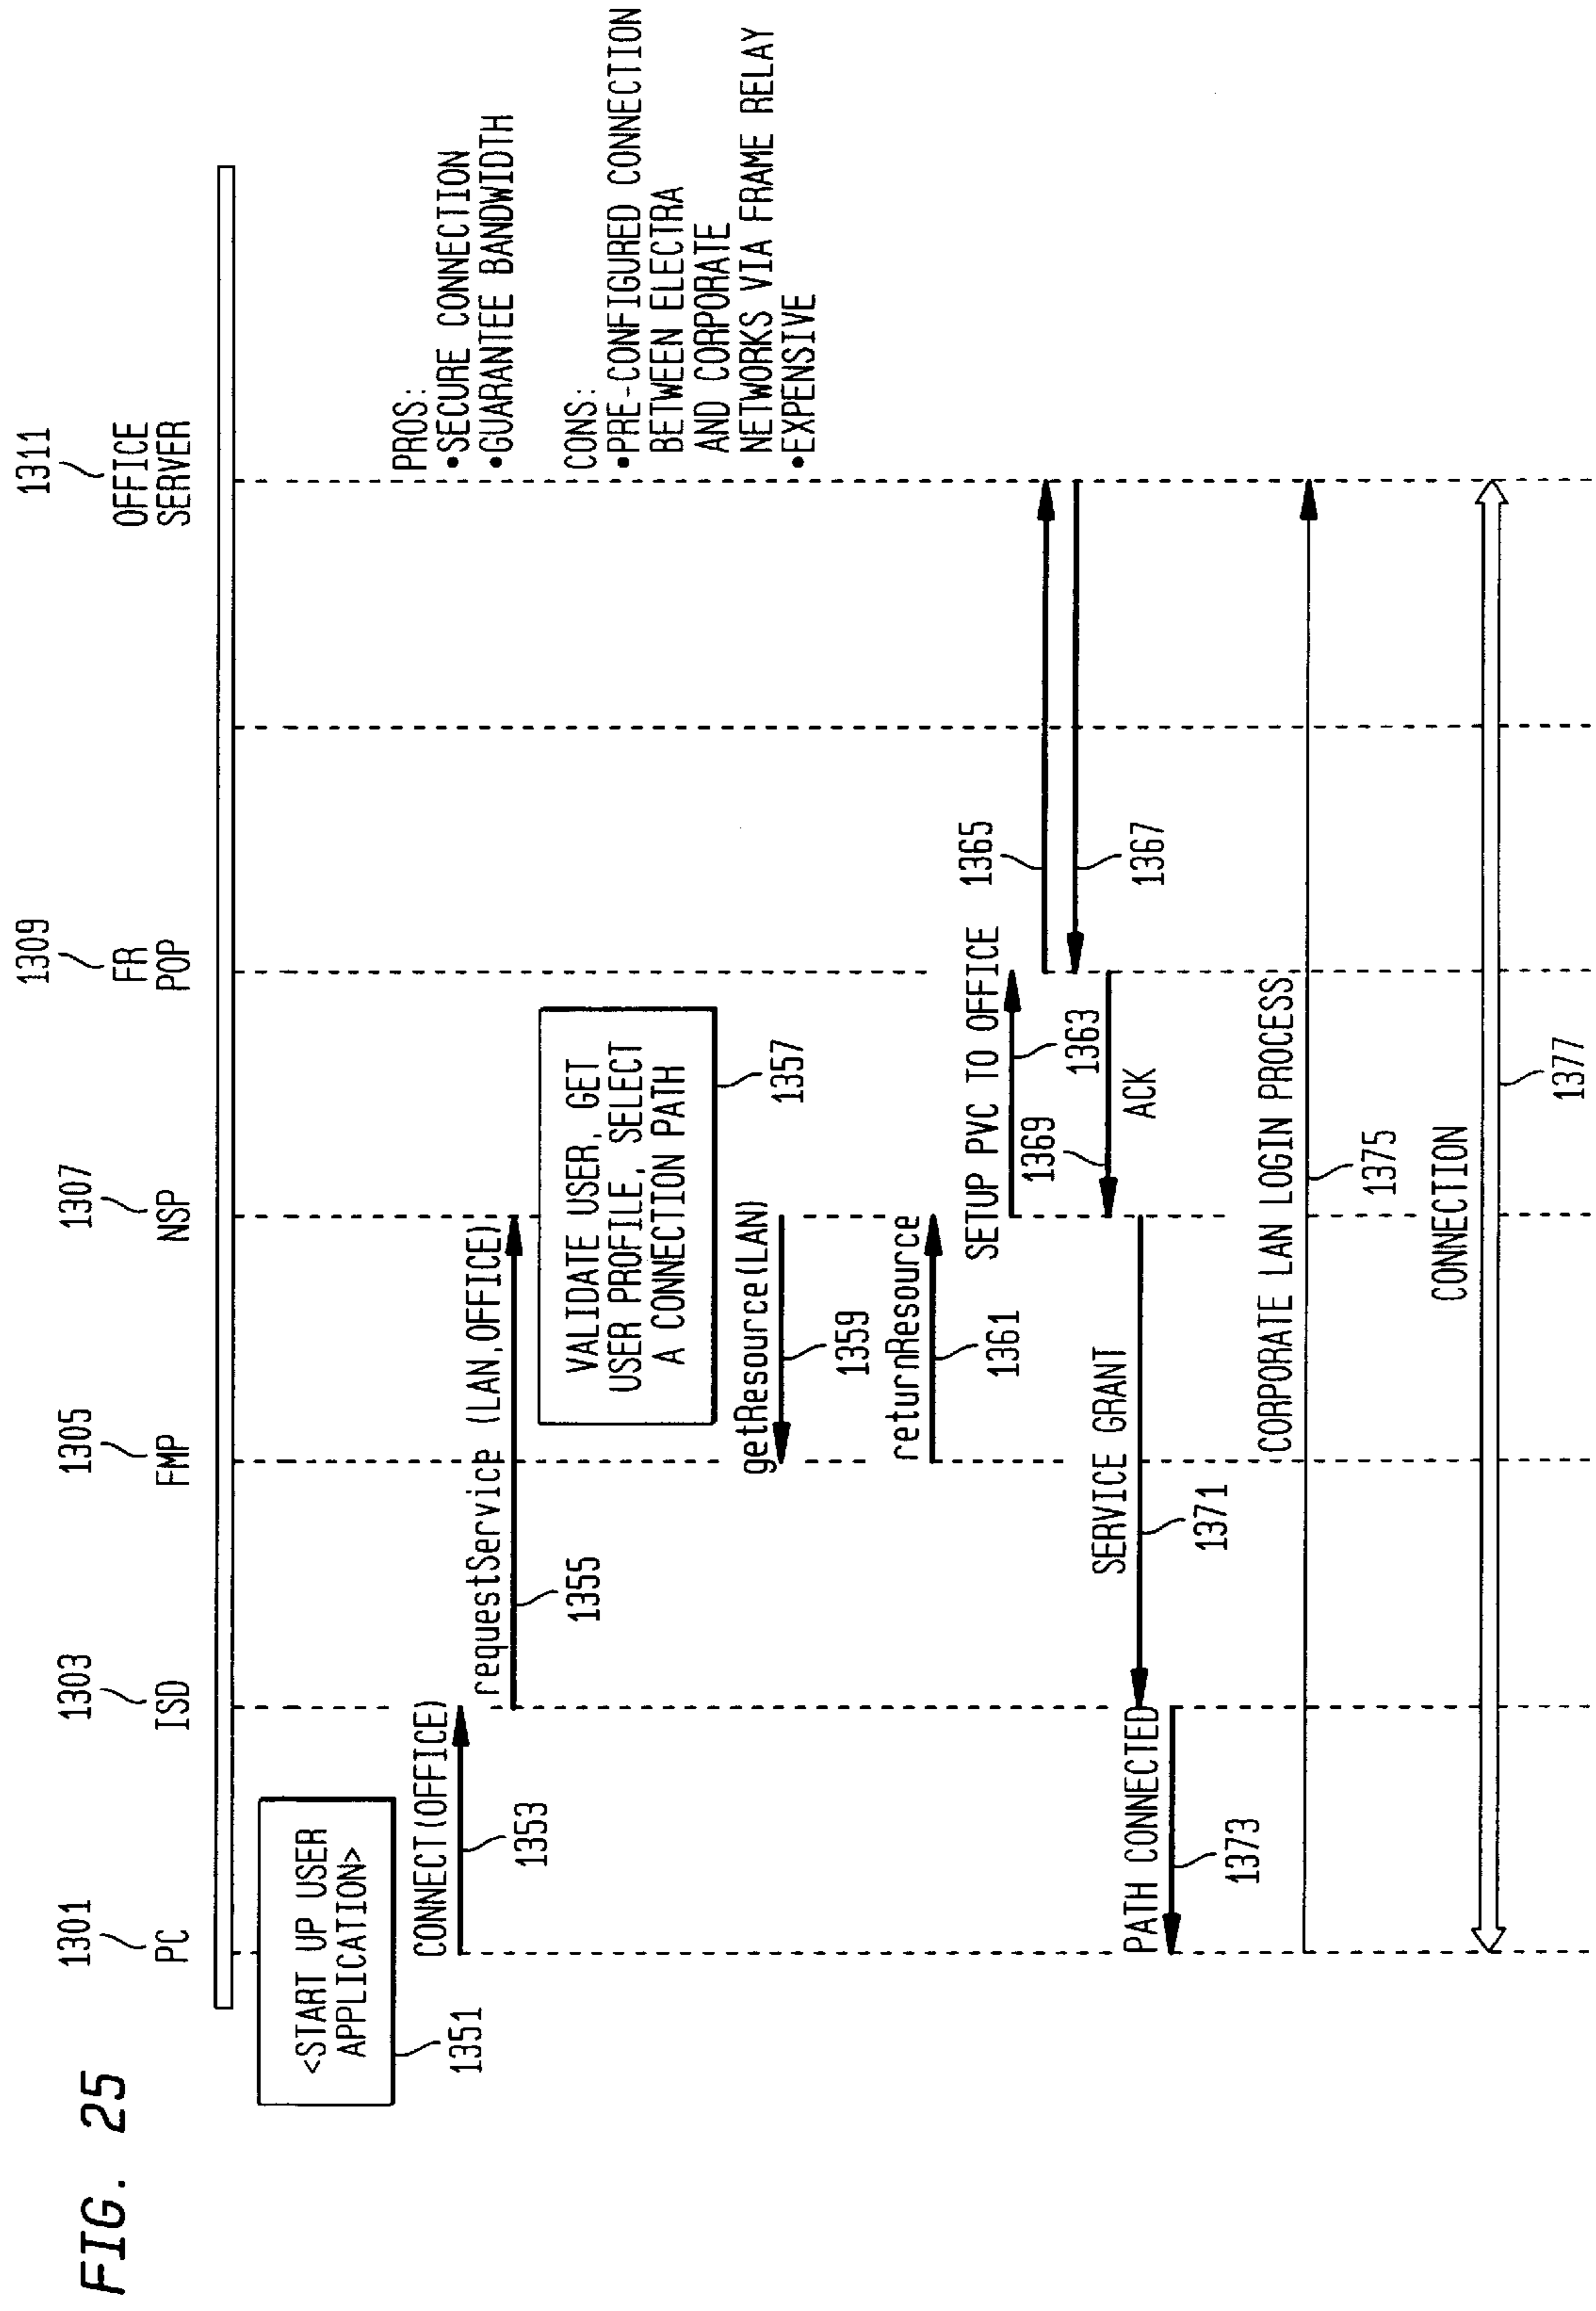 FIG. 25
1301
PC
1303
ISD
1305
FMP
1307
NSP
1309
FR
POP
1311
OFFICE
SERVER
<START UP USER
APPLICATION>
1351
CONNECT(OFFICE)
1353
requestService (LAN,OFFICE)
1355
VALIDATE USER, GET
USER PROFILE, SELECT
A CONNECTION PATH
1357
getResource(LAN)
1359
returnResource
1361
SETUP PVC TO OFFICE
1363
1365
1367
1369
ACK
SERVICE GRANT
1371
PATH CONNECTED
1373
CORPORATE LAN LOGIN PROCESS
1375
CONNECTION
1377
PROS:
•SECURE CONNECTION
•GUARANTEE BANDWIDTH
CONS:
•PRE-CONFIGURED CONNECTION
BETWEEN ELECTRA
AND CORPORATE
NETWORKS VIA FRAME RELAY
•EXPENSIVE